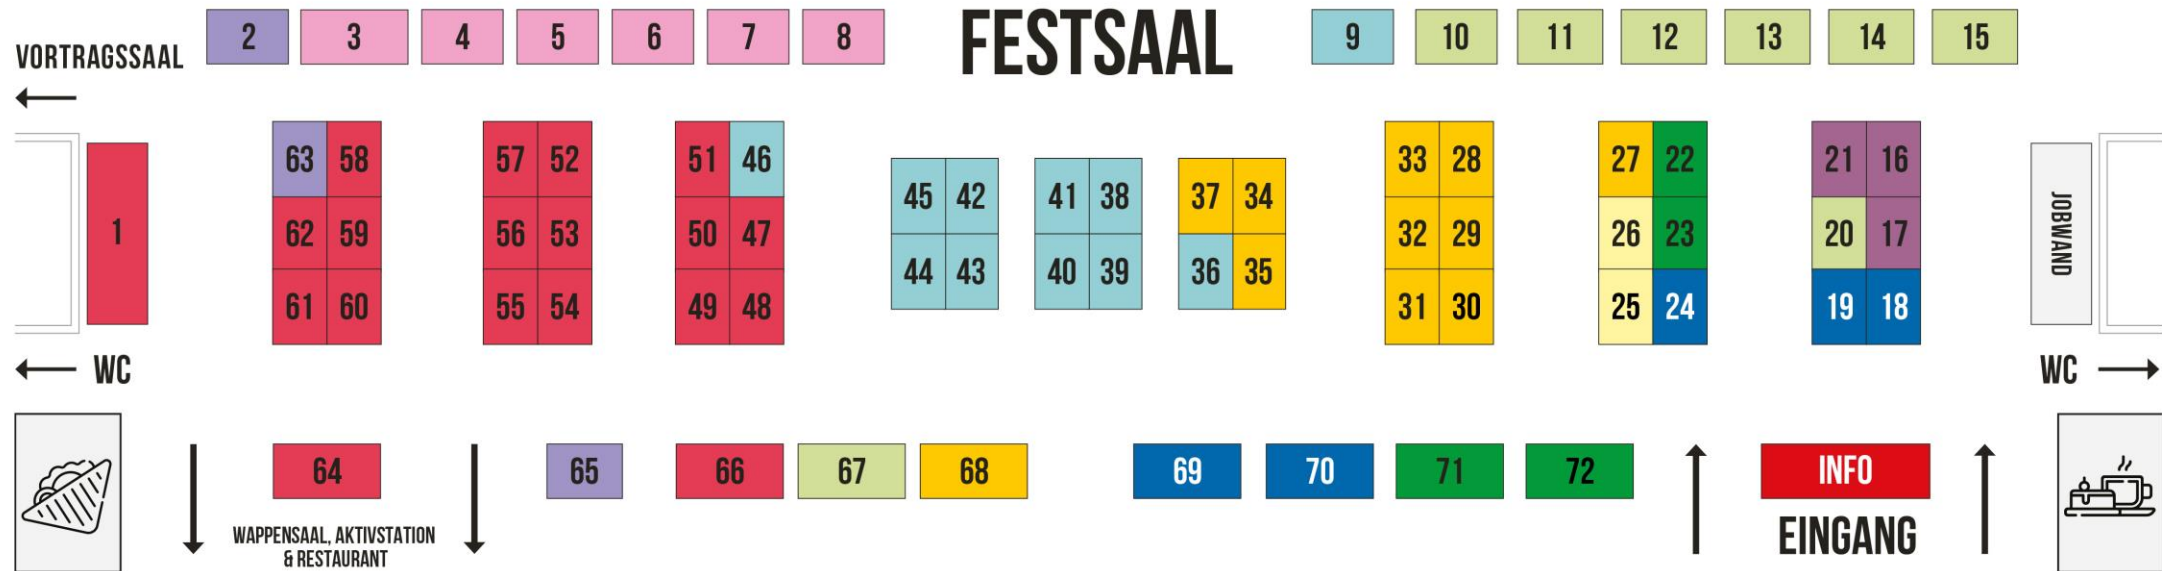 2 3 4 5 6 7 8 FESTSAAL 9 10 11 12 13 14 15
VORTRAGSSAAL
63 58 57 52 51 46 33 28 27 22 21 16
45 42 41 38 37 34
1 62 59 56 53 50 47 32 29 26 23 20 17 JOBWAND
44 43 40 39 36 35
61 60 55 54 49 48 31 30 25 24 19 18
WC WC
64 65 66 67 68 69 70 71 72 INFO
WAPPENSAAL, AKTIVSTATION
& RESTAURANT
EINGANG